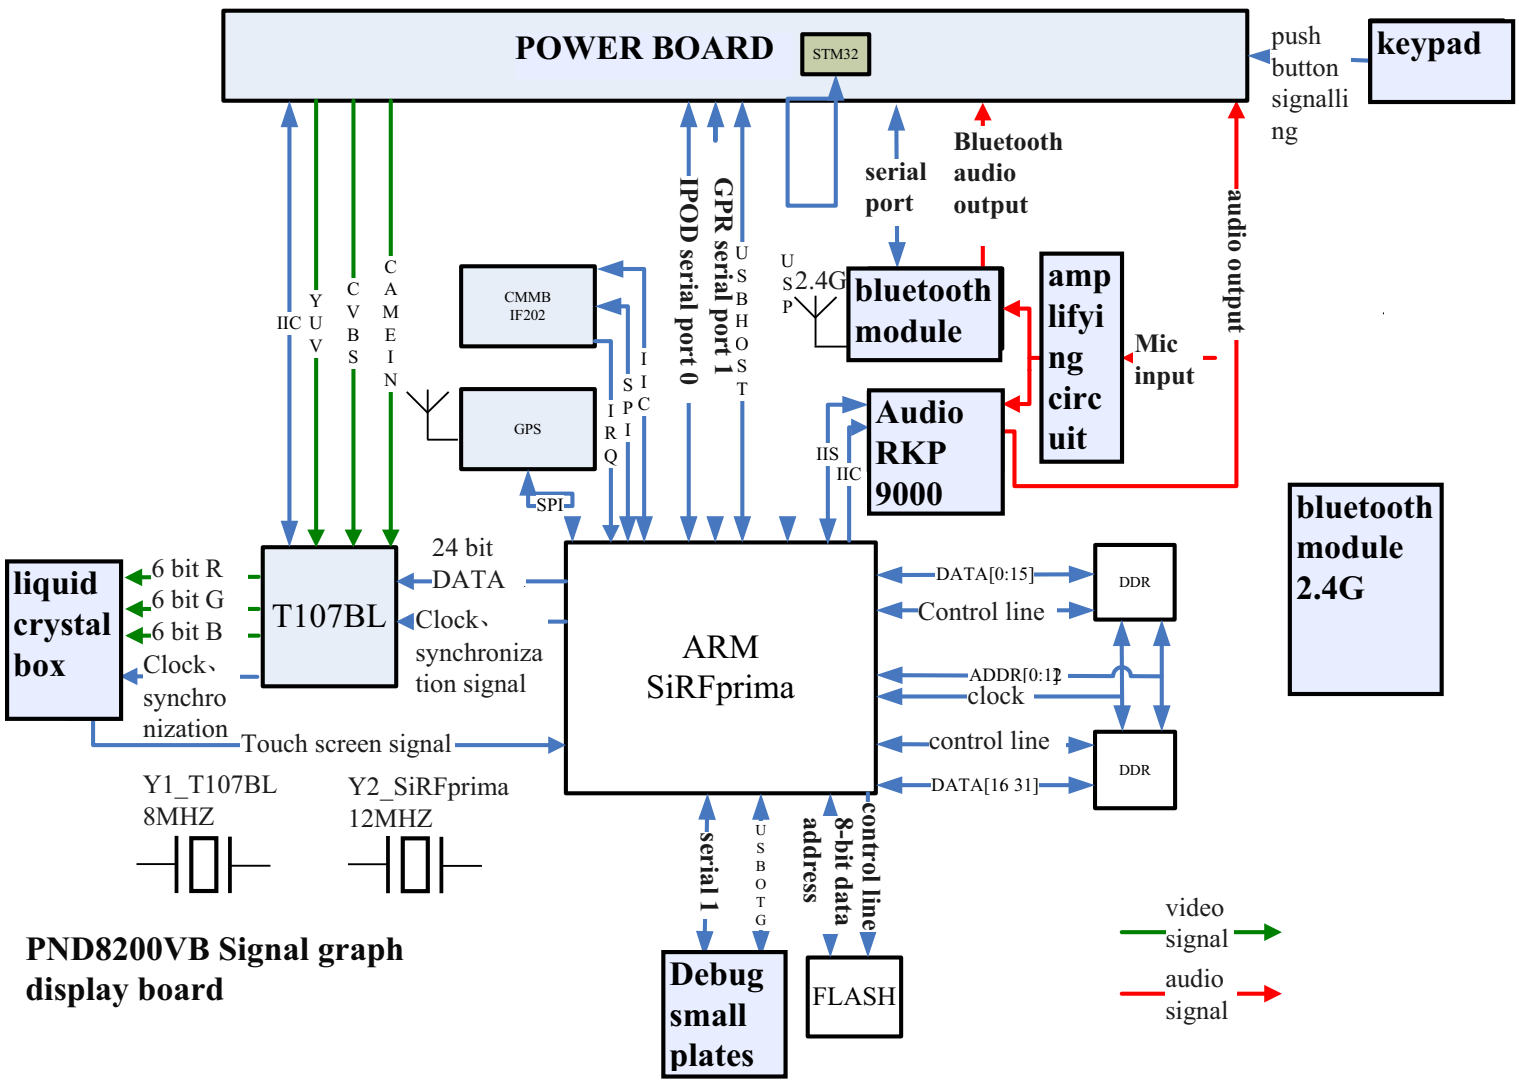 POWER BOARD
STM32
push
button
signalli
ng
keypad
IIC
YUV
CVBS
CAMEIN
CMMB
IF202
GPS
IRQ
SPI
IIC
SPI
IPOD serial port 0
GPR serial port 1
USBHOST
USP
2.4G
serial
port
Bluetooth
audio
output
bluetooth
module
amp
lifyi
ng
circ
uit
Mic
input
audio output
Audio
RKP
9000
IIS
IIC
bluetooth
module
2.4G
liquid
crystal
box
6 bit R
6 bit G
6 bit B
Clock、
synchro
nization
T107BL
24 bit
DATA
Clock、
synchroniza
tion signal
Touch screen signal
ARM
SiRFprima
DATA[0:15]
Control line
ADDR[0:12
clock
control line
DATA[16 31]
DDR
DDR
Y1_T107BL
8MHZ
Y2_SiRFprima
12MHZ
serial 1
USBOTG
8-bit data
address
control line
Debug
small
plates
FLASH
PND8200VB Signal graph
display board
video
signal
audio
signal